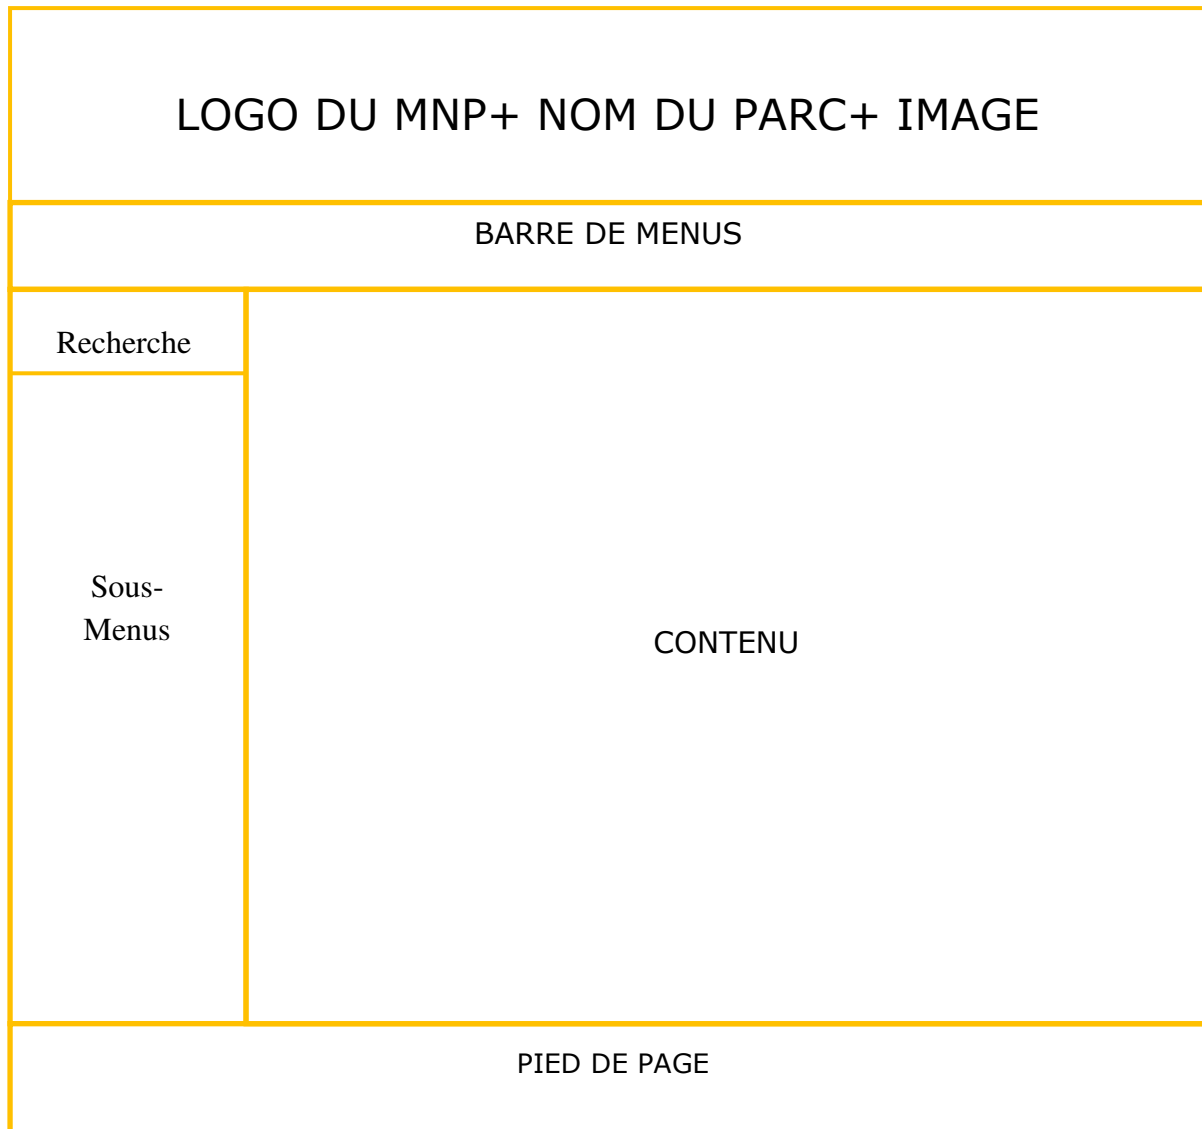 LOGO DU MNP+ NOM DU PARC+ IMAGE
BARRE DE MENUS
Recherche
Sous-
Menus
CONTENU
PIED DE PAGE